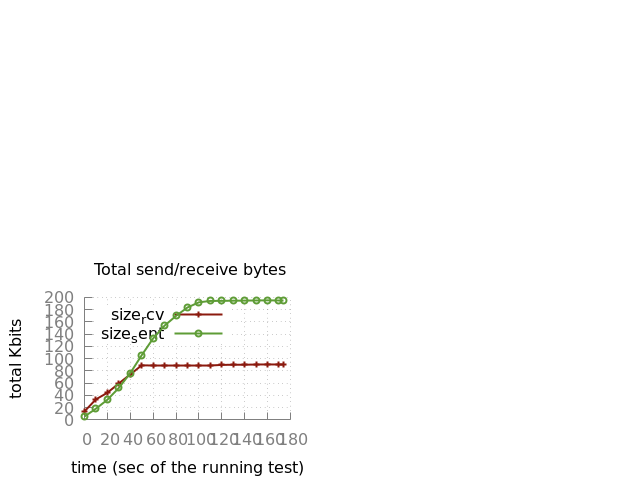 Total send/receive bytes
200
180
160
140
120
100
80
60
40
20
0
size_rcv
size_sent
total Kbits
0 20 40 60 80 100 120 140 160 180
time (sec of the running test)